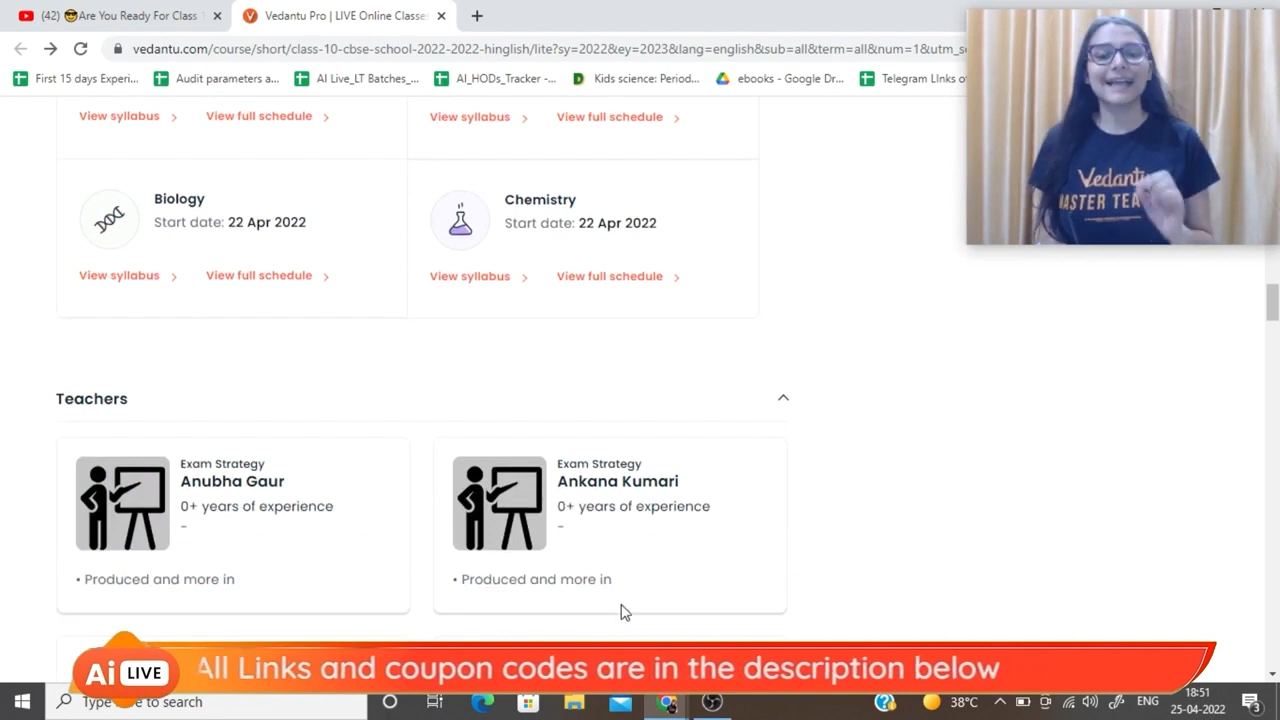 (42) 😎Are You Ready For Class 1
Vedantu Pro | LIVE Online Classes
vedantu.com/course/short/class-10-cbse-school-2022-2022-hinglish/lite?sy=2022&ey=2023&lang=english&sub=all&term=all&num=1&utm_s
First 15 days Experi...
Audit parameters a...
AI Live_LT Batches_...
AI_HODs_Tracker -...
Kids science: Period...
ebooks - Google Dr...
Telegram LInks of
View syllabus
View full schedule
View syllabus
View full schedule
Biology
Start date: 22 Apr 2022
View syllabus
View full schedule
Chemistry
Start date: 22 Apr 2022
View syllabus
View full schedule
Teachers
Exam Strategy
Anubha Gaur
0+ years of experience
-
• Produced and more in
Exam Strategy
Ankana Kumari
0+ years of experience
-
• Produced and more in
Vedantu
MASTER TEA
Ai LIVE
All Links and coupon codes are in the description below
Type here to search
38°C
ENG
18:51
25-04-2022
3